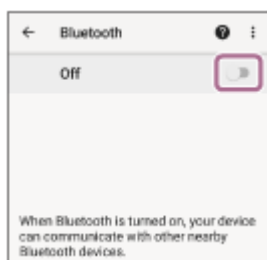 Bluetooth
Off
When Bluetooth is turned on, your device
can communicate with other nearby
Bluetooth devices.